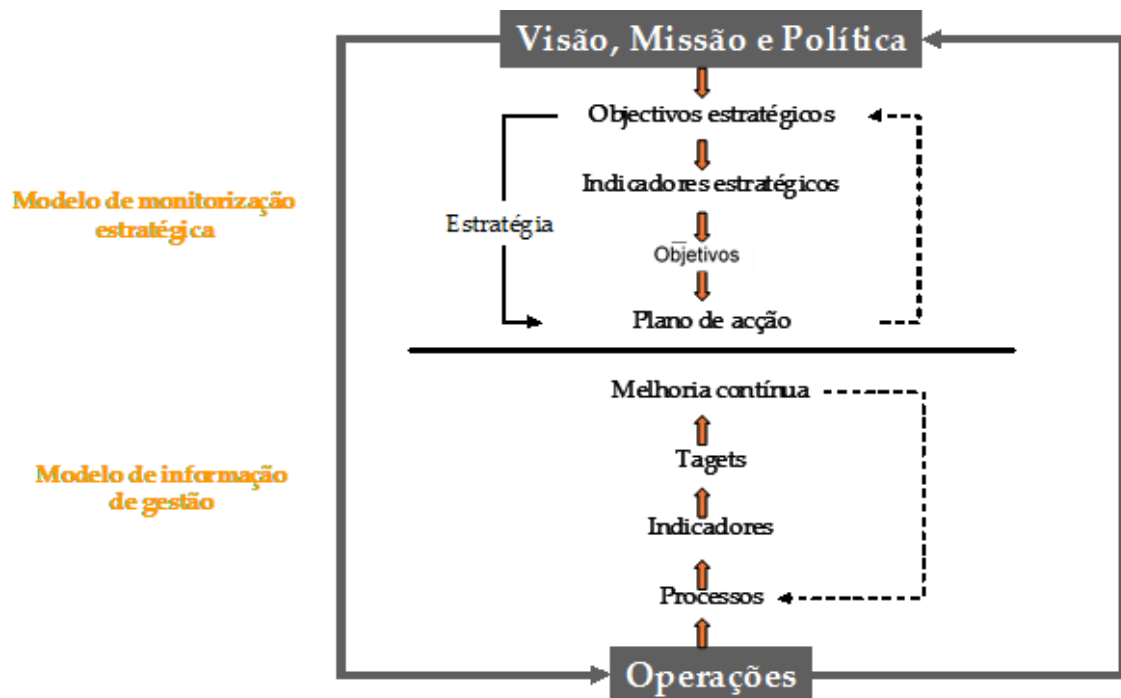 Visão, Missão e Política
Objectivos estratégicos
Indicadores estratégicos
Modelo de monitorização
estratégica
Estratégia
Objetivos
Plano de acção
Melhoria contínua
Tagets
Modelo de informação
de gestão
Indicadores
Processos
Operações